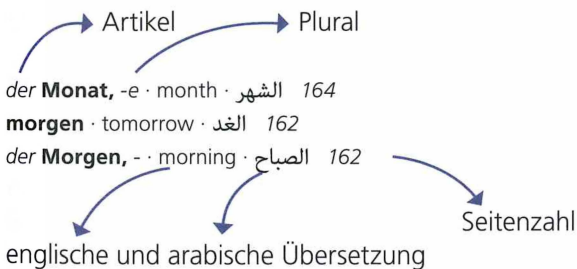 Artikel Plural
der Monat, -e · month · الشهر 164
morgen · tomorrow · الغد 162
der Morgen, - · morning · الصباح 162
Seitenzahl
englische und arabische Übersetzung